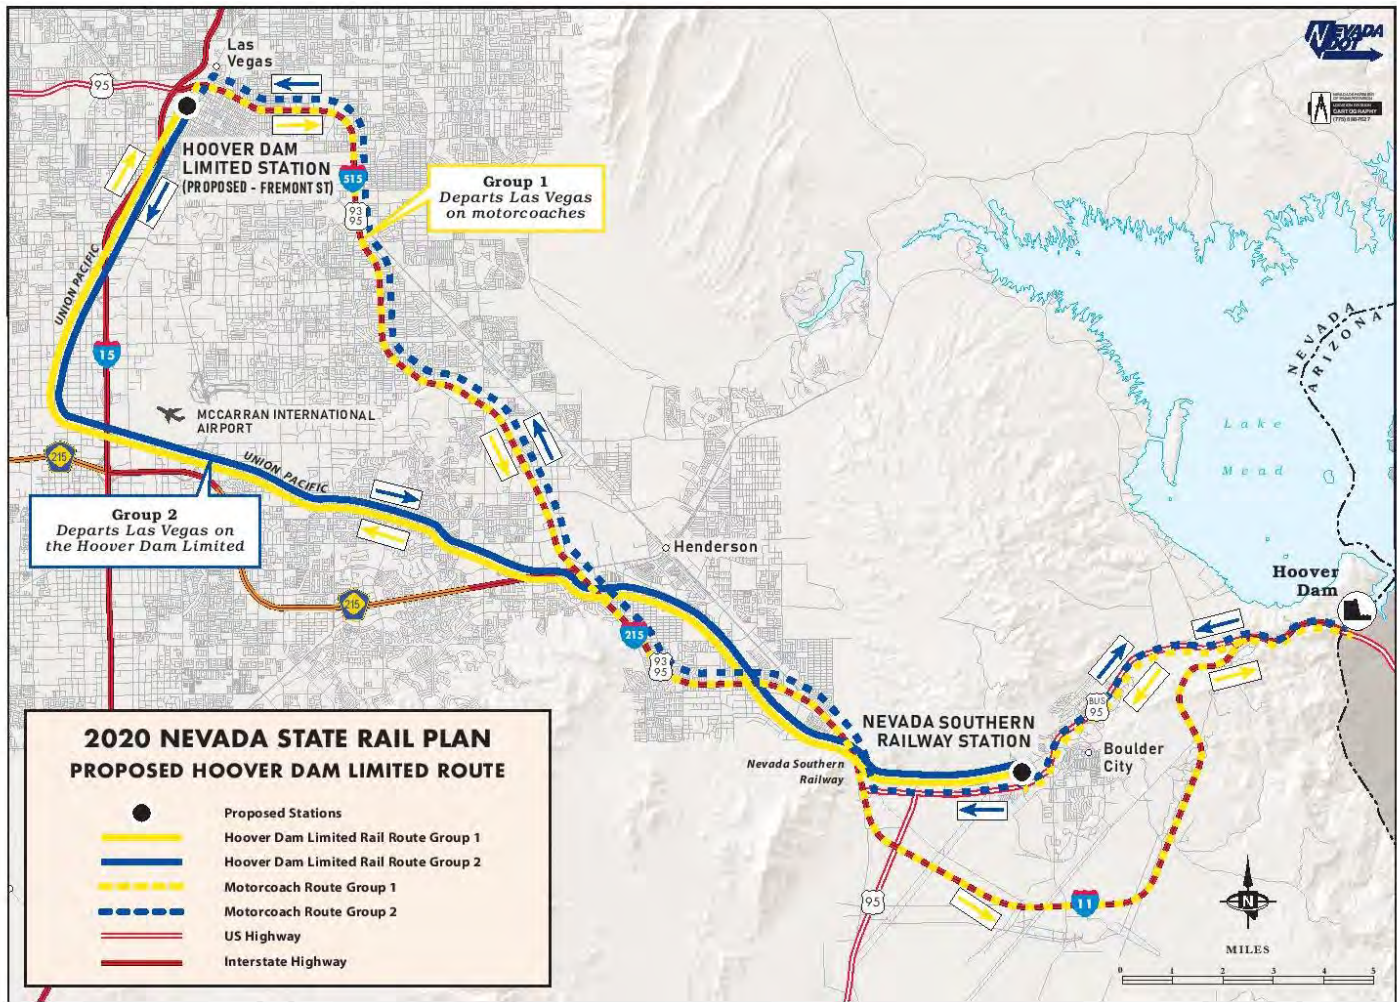 NEVADA
DOT
CARTOGRAPHY
Las
Vegas
95
HOOVER DAM
LIMITED STATION
(PROPOSED - FREMONT ST)
515
93
95
Group 1
Departs Las Vegas
on motorcoaches
UNION PACIFIC
15
MCCARRAN INTERNATIONAL
AIRPORT
215
UNION PACIFIC
Group 2
Departs Las Vegas on
the Hoover Dam Limited
215
Henderson
215
93
95
NEVADA
ARIZONA
Lake
Mead
Hoover
Dam
BUS
95
NEVADA SOUTHERN
RAILWAY STATION
Boulder
City
Nevada Southern
Railway
95
11
N
MILES
0 1 2 3 4 5
2020 NEVADA STATE RAIL PLAN
PROPOSED HOOVER DAM LIMITED ROUTE
Proposed Stations
Hoover Dam Limited Rail Route Group 1
Hoover Dam Limited Rail Route Group 2
Motorcoach Route Group 1
Motorcoach Route Group 2
US Highway
Interstate Highway